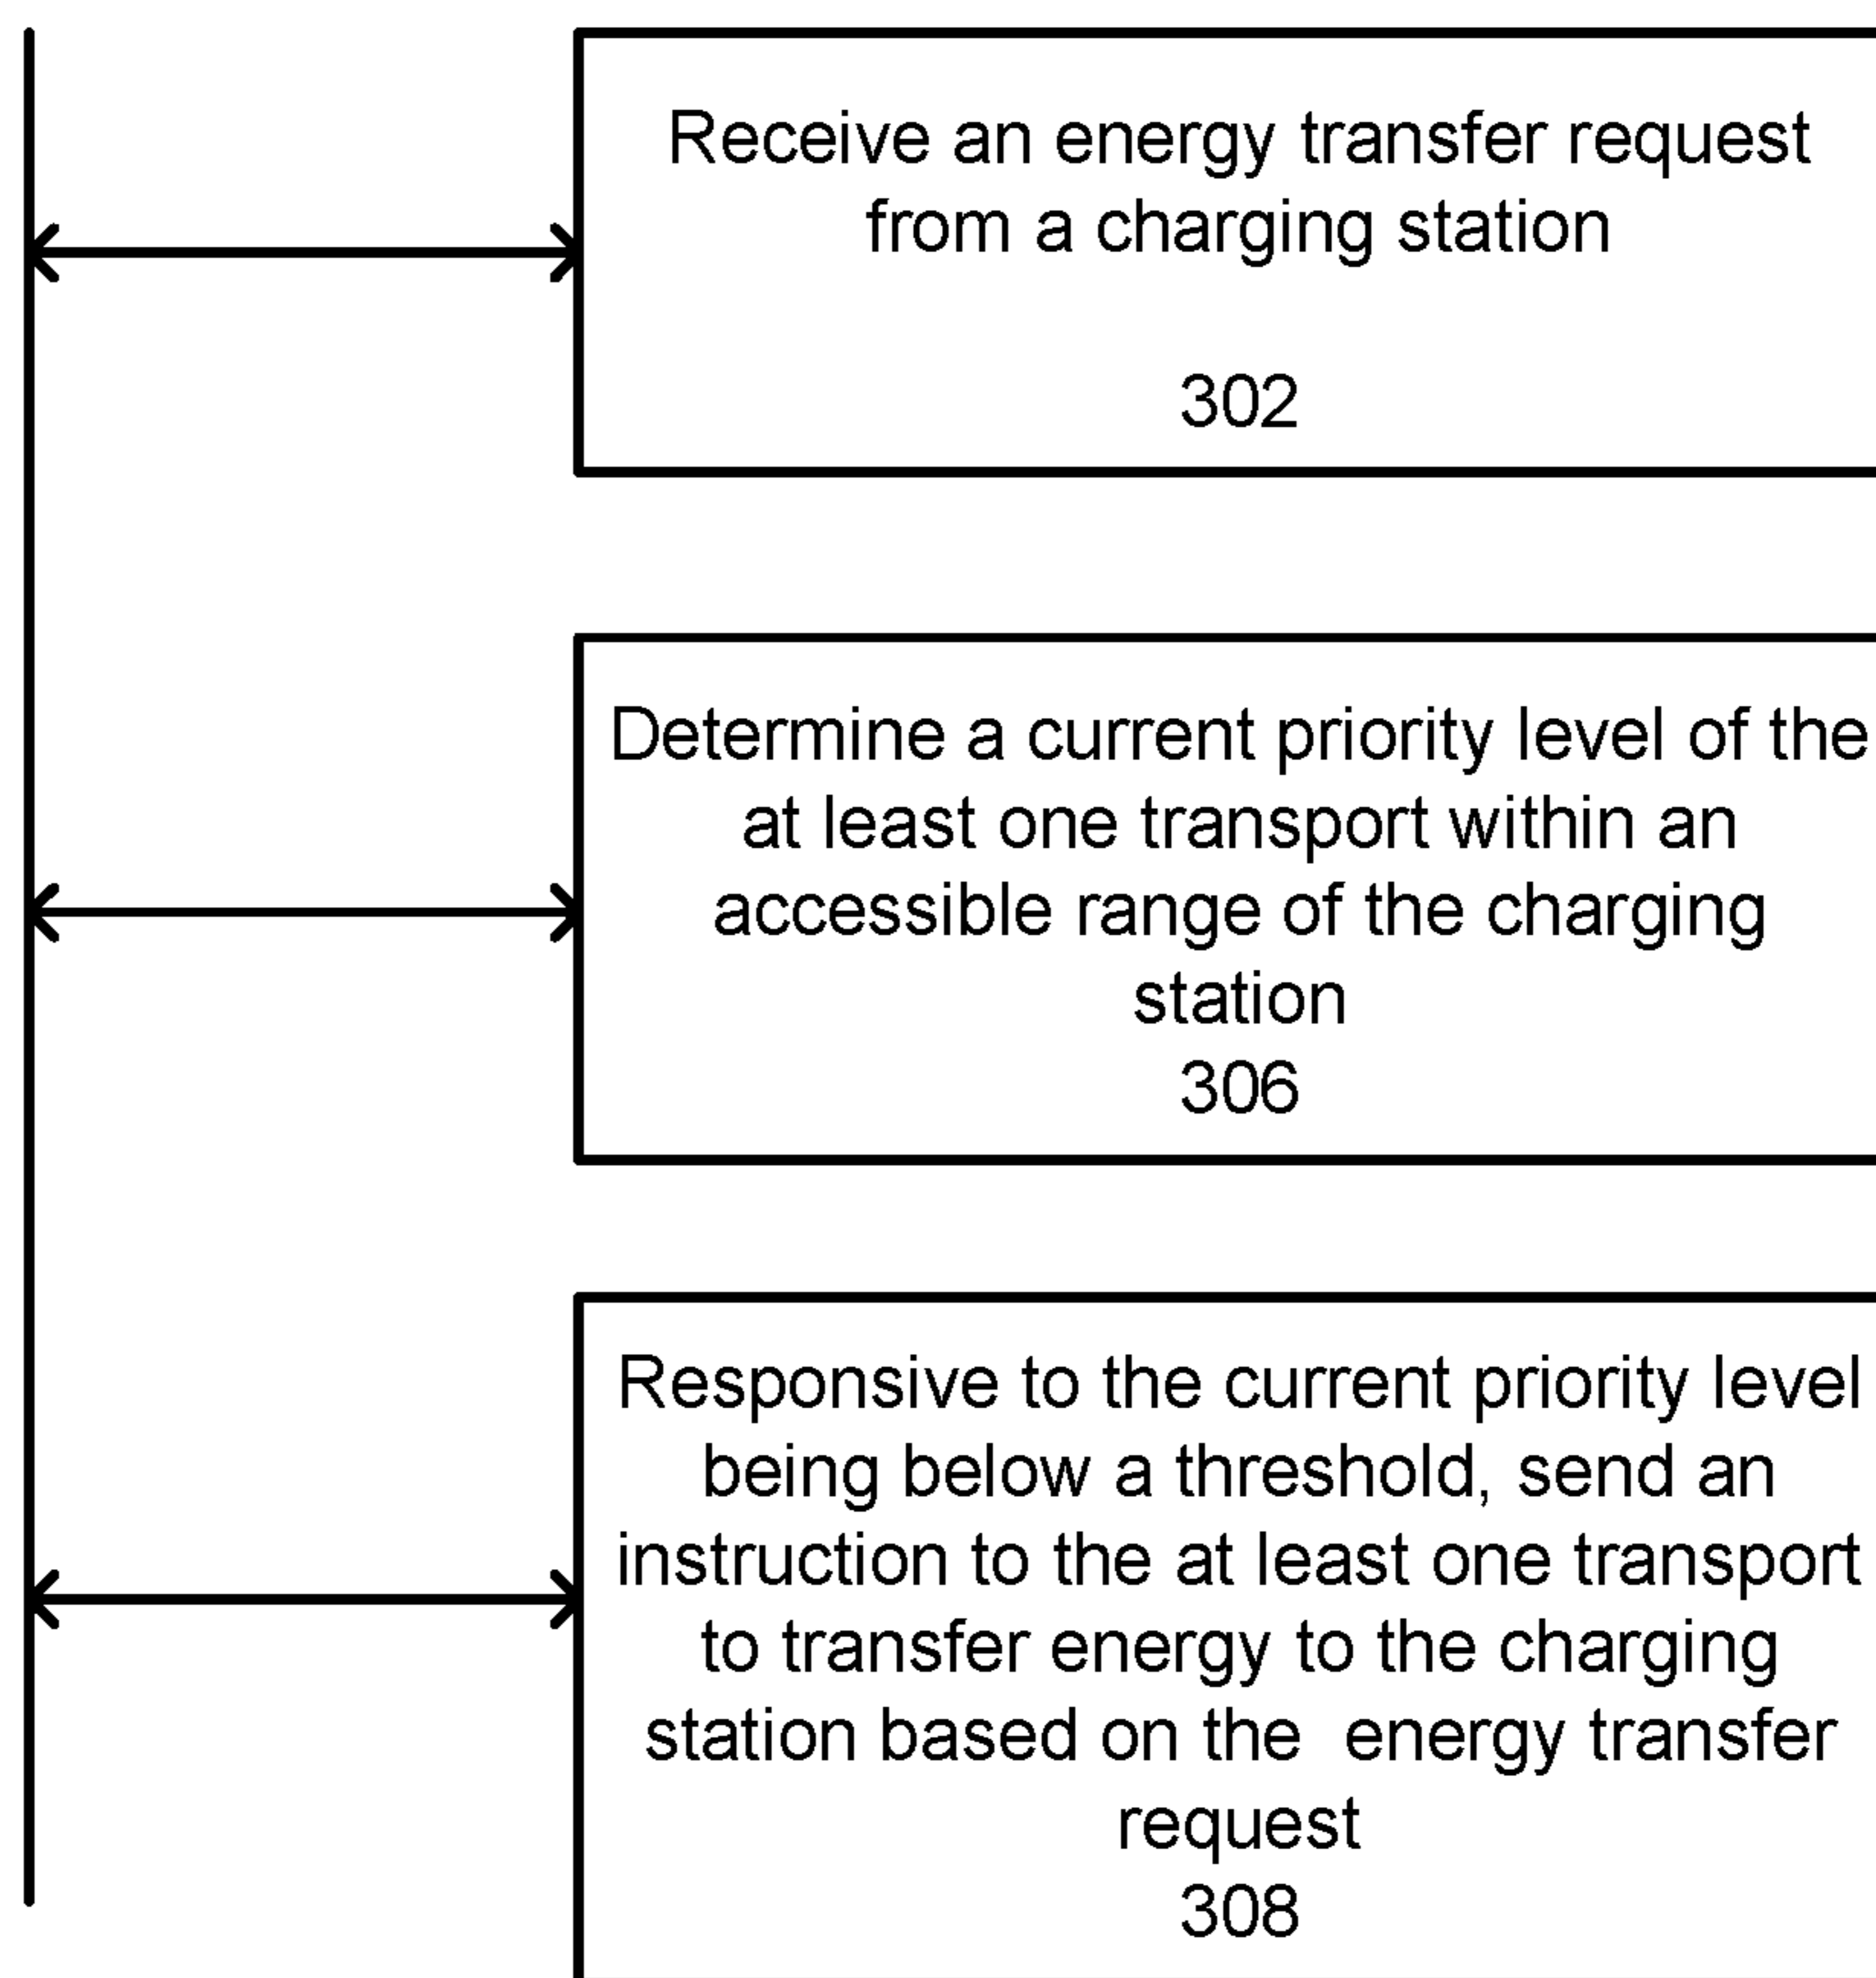 Receive an energy transfer request
from a charging station
302
Determine a current priority level of the
at least one transport within an
accessible range of the charging
station
306
Responsive to the current priority level
being below a threshold, send an
instruction to the at least one transport
to transfer energy to the charging
station based on the  energy transfer
request
308